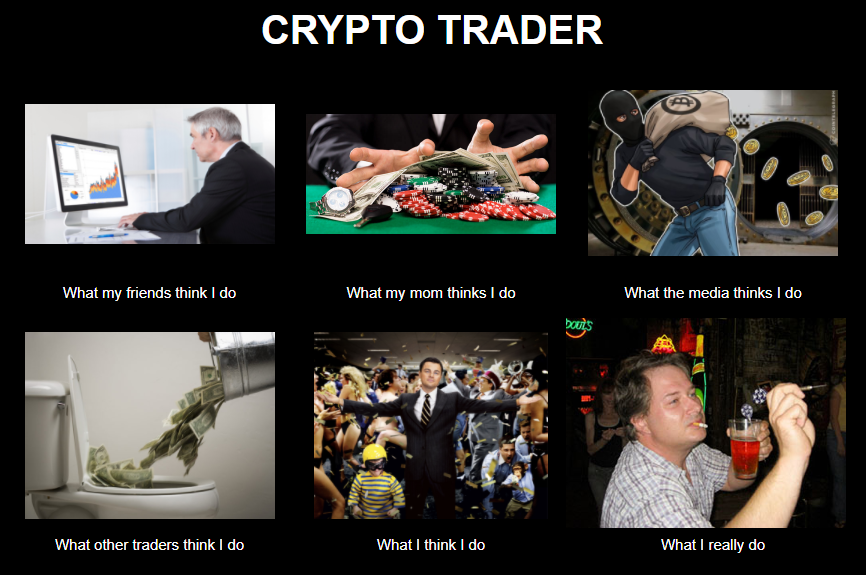 CRYPTO TRADER
What my friends think I do
What my mom thinks I do
What the media thinks I do
What other traders think I do
What I think I do
What I really do